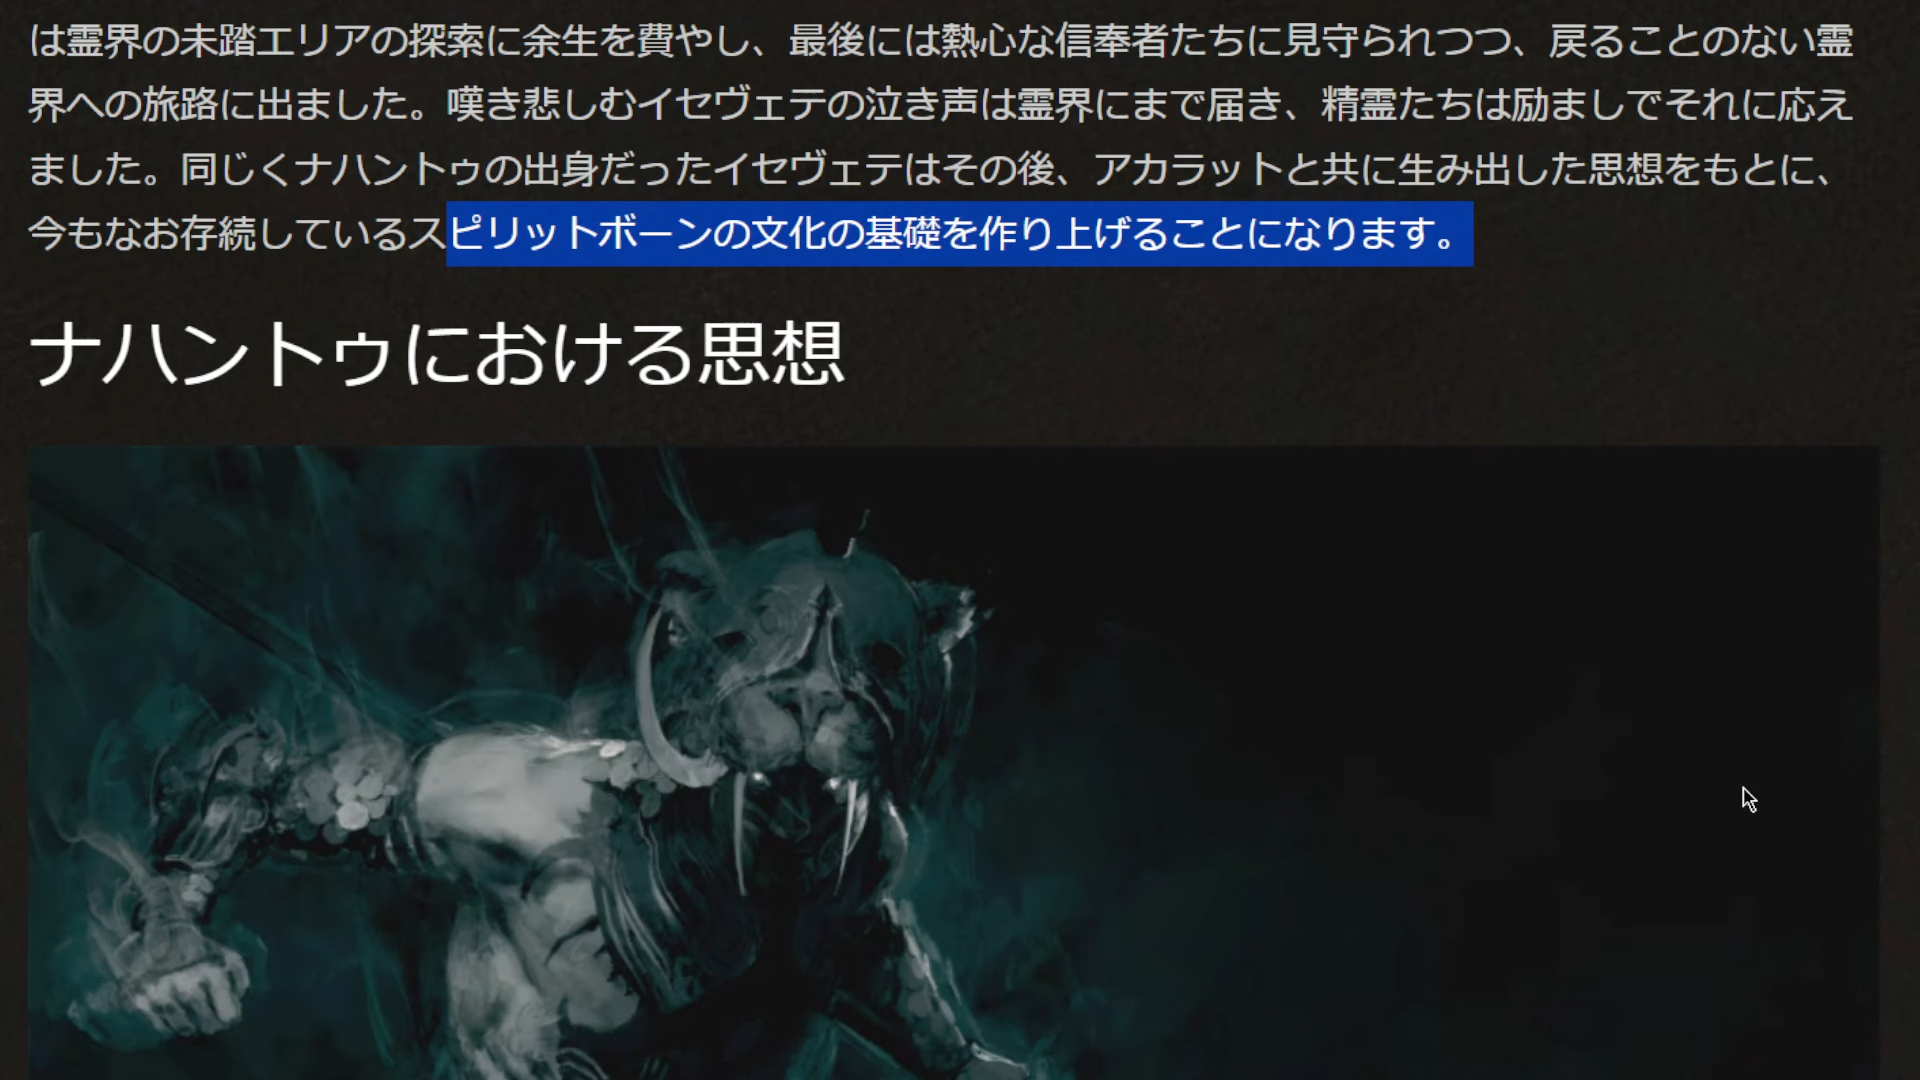 は霊界の未踏エリアの探索に余生を費やし、最後には熱心な信奉者たちに見守られつつ、戻ることのない霊
界への旅路に出ました。嘆き悲しむイセヴェテの泣き声は霊界にまで届き、精霊たちは励ましでそれに応え
ました。同じくナハントゥの出身だったイセヴェテはその後、アカラットと共に生み出した思想をもとに、
今もなお存続しているスピリットボーンの文化の基礎を作り上げることになります。
ナハントゥにおける思想